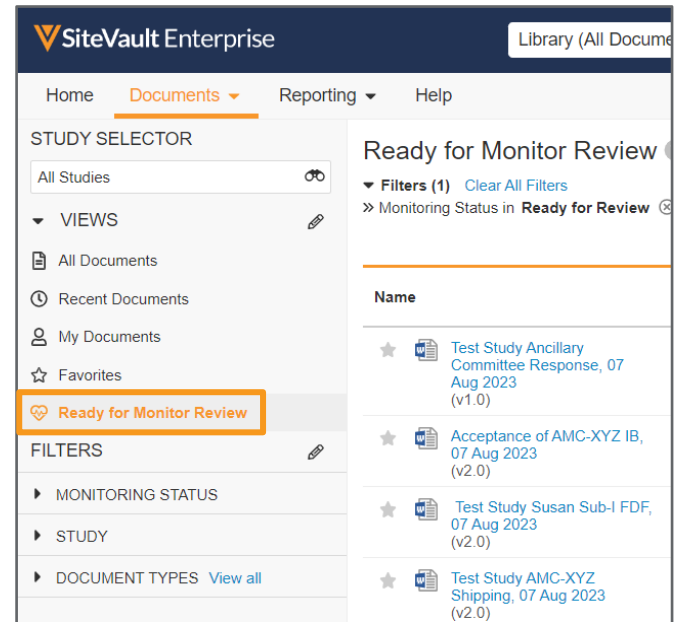 SiteVault Enterprise
Library (All Docume
Home Documents Reporting Help
STUDY SELECTOR
All Studies
VIEWS
All Documents
Recent Documents
My Documents
Favorites
Ready for Monitor Review
FILTERS
MONITORING STATUS
STUDY
DOCUMENT TYPES View all
Ready for Monitor Review
Filters (1) Clear All Filters
» Monitoring Status in Ready for Review
Name
Test Study Ancillary
Committee Response, 07
Aug 2023
(v1.0)
Acceptance of AMC-XYZ IB,
07 Aug 2023
(v2.0)
Test Study Susan Sub-I FDF,
07 Aug 2023
(v2.0)
Test Study AMC-XYZ
Shipping, 07 Aug 2023
(v2.0)